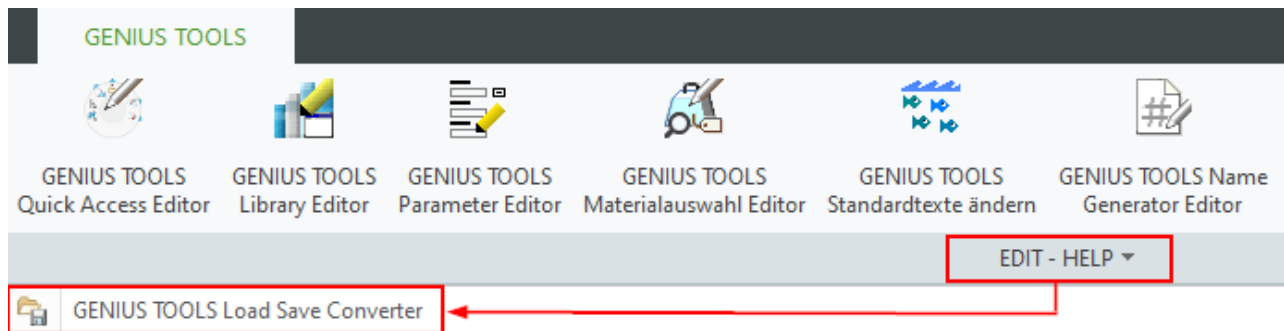 GENIUS TOOLS
GENIUS TOOLS
Quick Access Editor
GENIUS TOOLS
Library Editor
GENIUS TOOLS
Parameter Editor
GENIUS TOOLS
Materialauswahl Editor
GENIUS TOOLS
Standardtexte ändern
GENIUS TOOLS Name
Generator Editor
EDIT - HELP
GENIUS TOOLS Load Save Converter